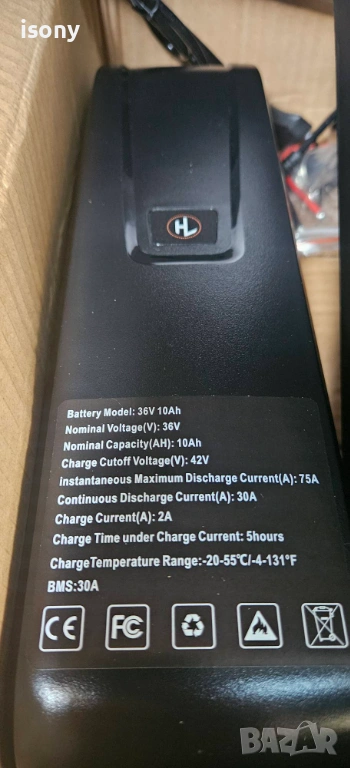 isony
HL
Battery Model: 36V 10Ah
Nominal Voltage(V): 36V
Nominal Capacity(AH): 10Ah
Charge Cutoff Voltage(V): 42V
instantaneous Maximum Discharge Current(A): 75A
Continuous Discharge Current(A): 30A
Charge Current(A): 2A
Charge Time under Charge Current: 5hours
ChargeTemperature Range:-20-55℃/-4-131°F
BMS:30A
CE FC
BAZAR